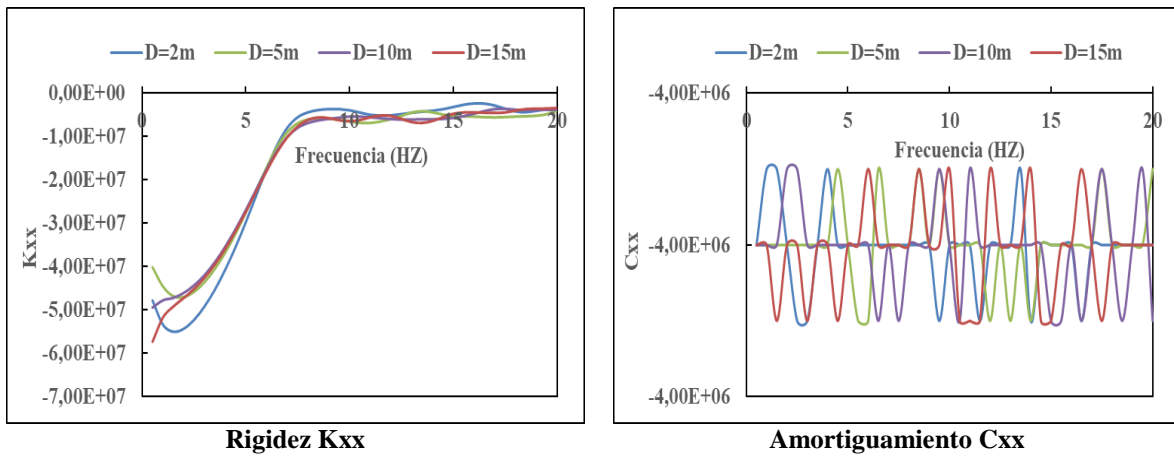 D=2m D=5m D=10m D=15m
0,00E+00
-1,00E+07
-2,00E+07
-3,00E+07
-4,00E+07
-5,00E+07
-6,00E+07
-7,00E+07
Kxx
0 5 10 15 20
Frecuencia (HZ)
Rigidez Kxx
D=2m D=5m D=10m D=15m
-4,00E+06
-4,00E+06
-4,00E+06
Cxx
0 5 10 15 20
Frecuencia (HZ)
Amortiguamiento Cxx